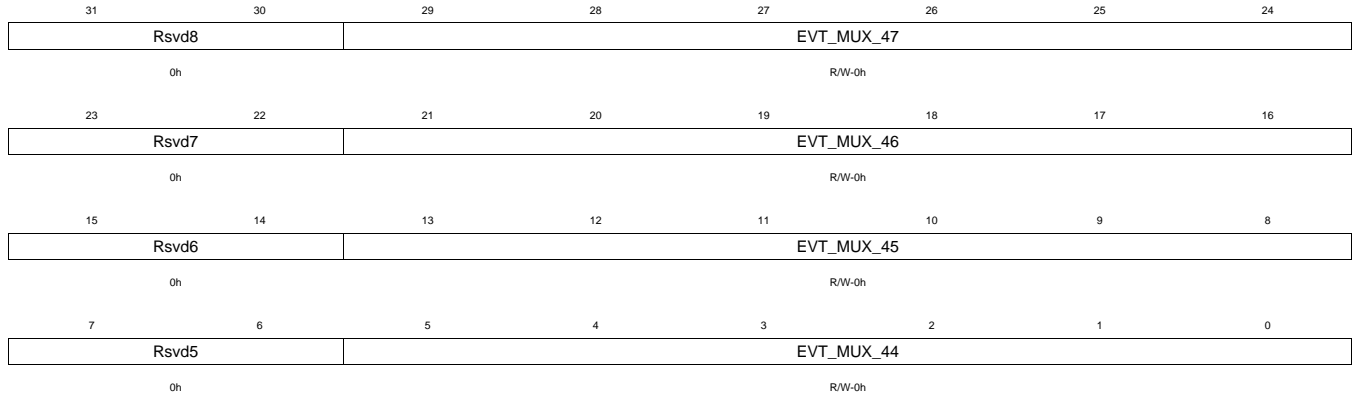 31 30 29 28 27 26 25 24
Rsvd8 EVT_MUX_47
0h R/W-0h
23 22 21 20 19 18 17 16
Rsvd7 EVT_MUX_46
0h R/W-0h
15 14 13 12 11 10 9 8
Rsvd6 EVT_MUX_45
0h R/W-0h
7 6 5 4 3 2 1 0
Rsvd5 EVT_MUX_44
0h R/W-0h